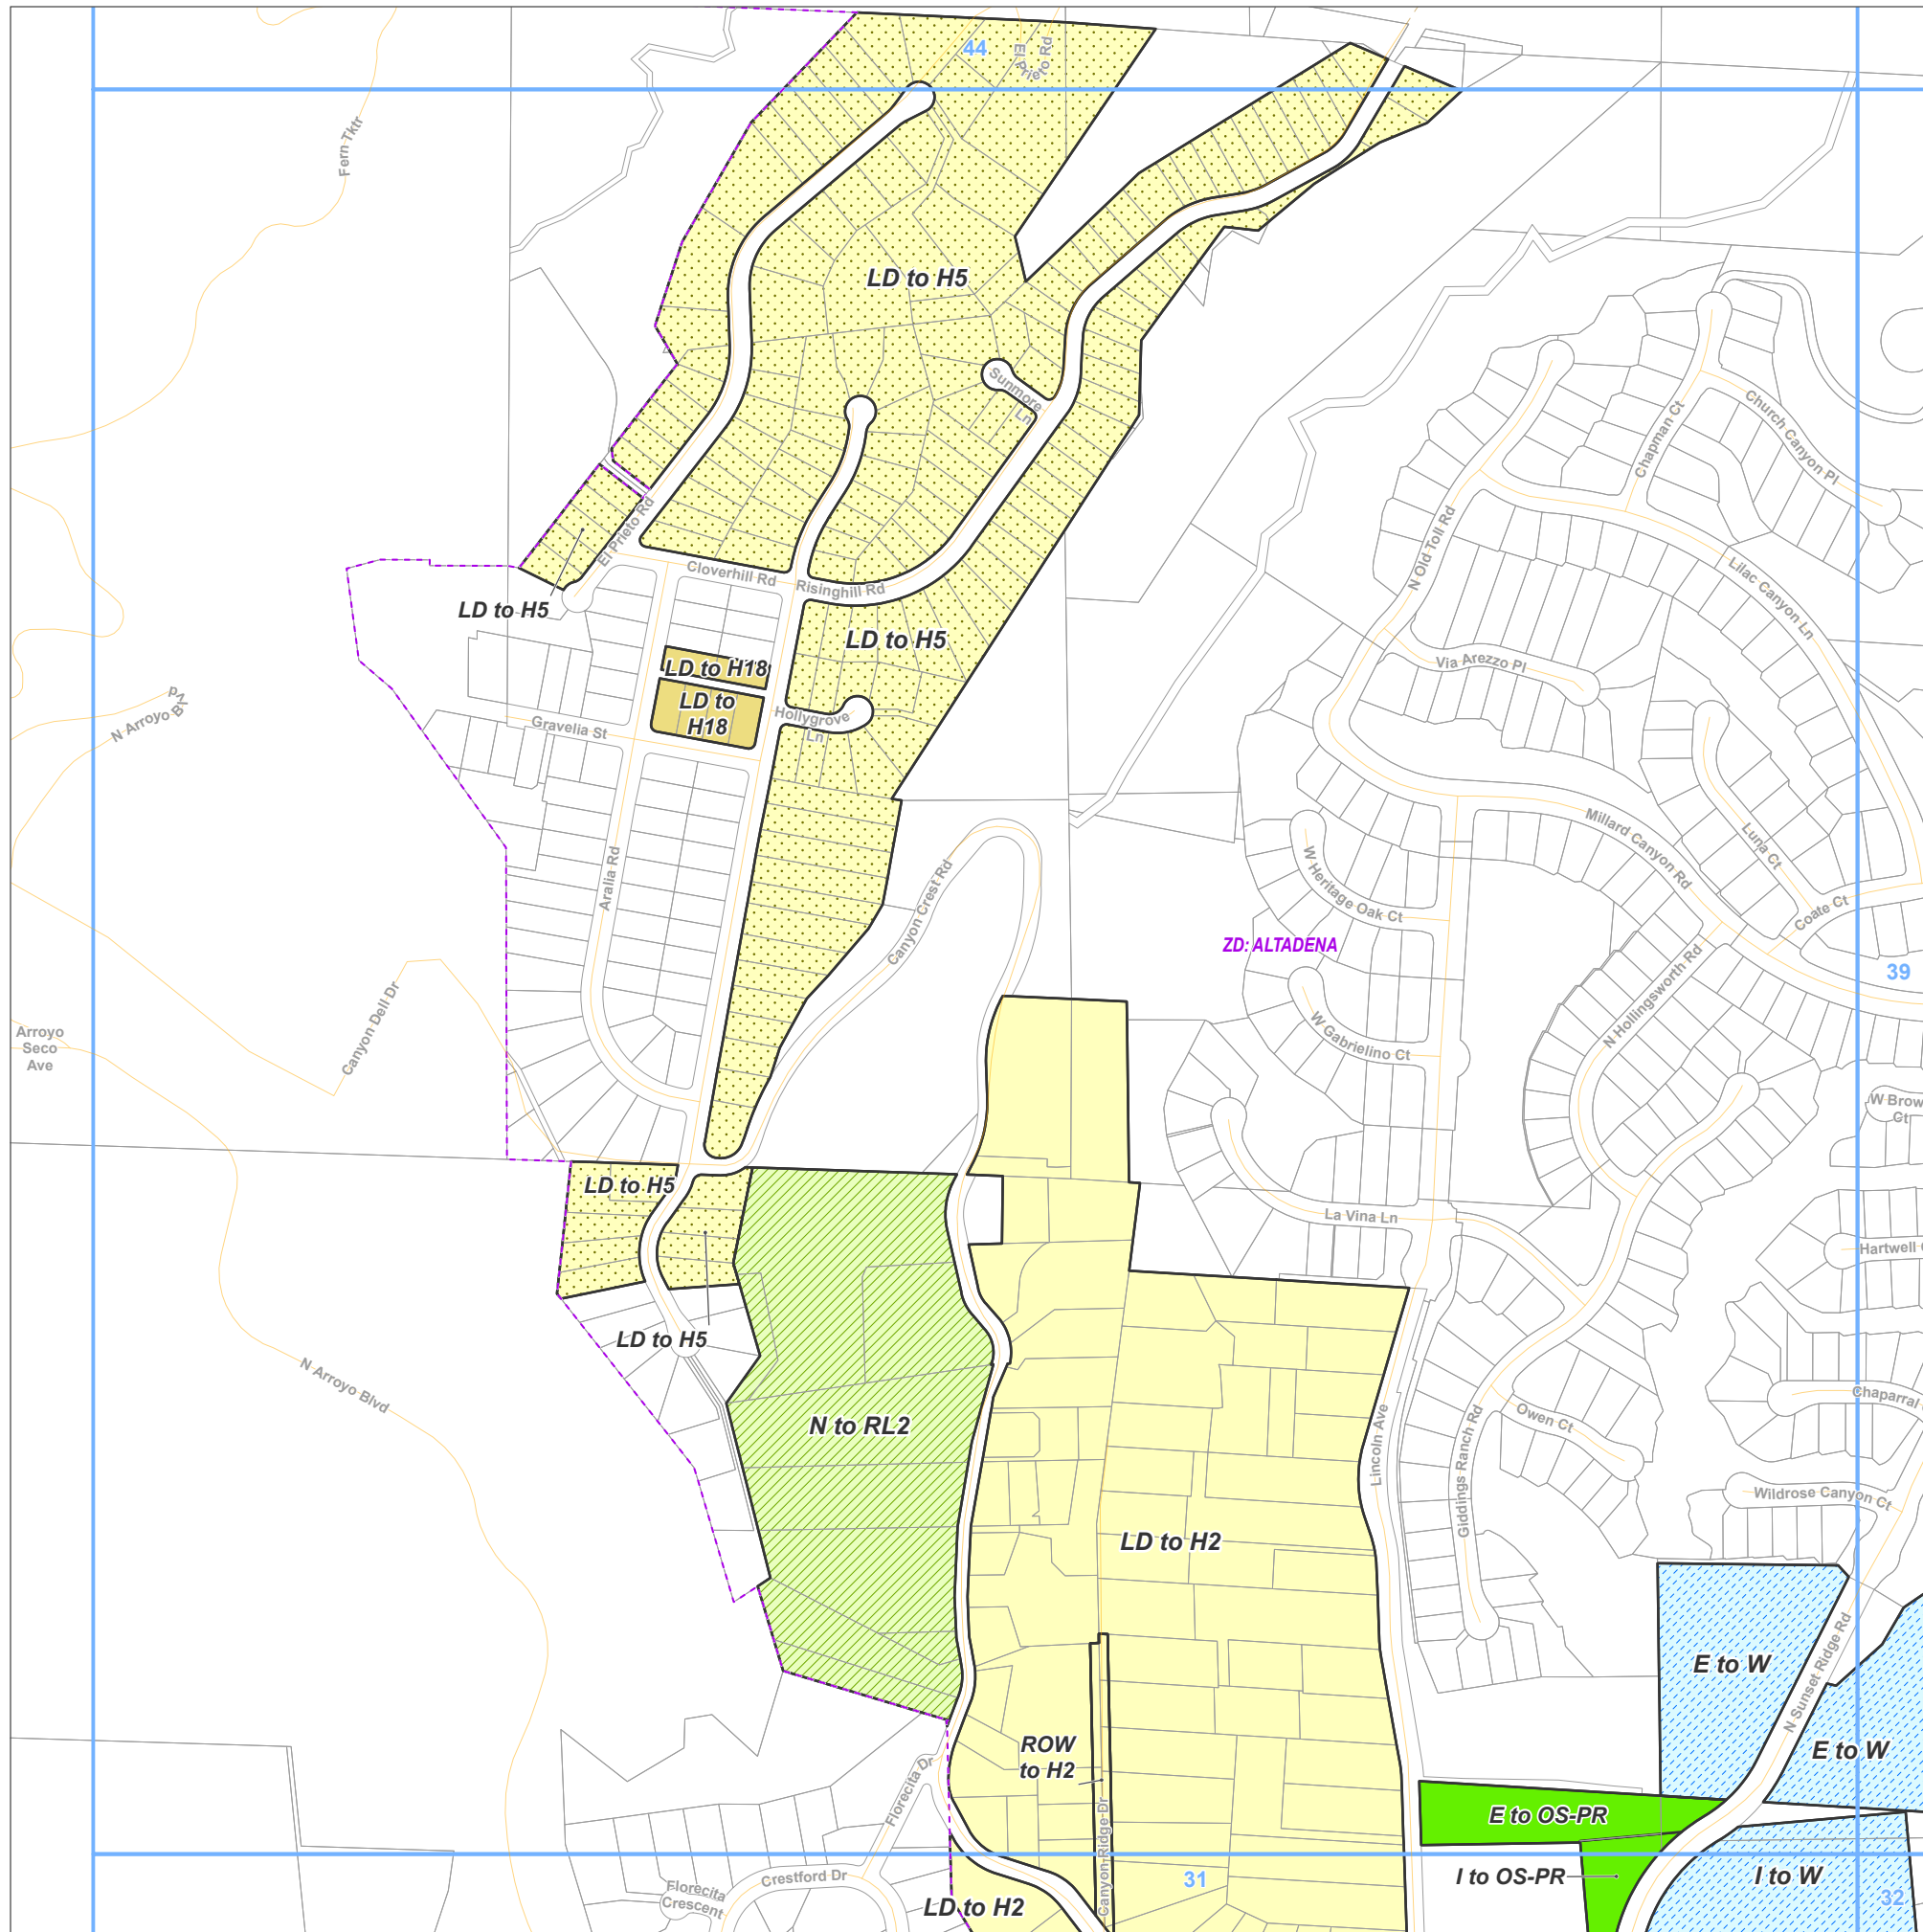 44
El
Prieto Rd
Fern Tktr
LD to H5
Sunmore
Ln
Church Canyon Pl
Chapman Ct
N Old Toll Rd
El Prieto Rd
Cloverhill Rd
Risinghill Rd
Lilac Canyon Ln
LD to H5
LD to H5
Via Arezzo Pl
LD to H18
LD to
H18
N Arroyo Blvd
Gravelia St
Hollygrove
Ln
Millard Canyon Rd
Luna Ct
Aralia Rd
Canyon Crest Rd
W Heritage Oak Ct
Coate Ct
ZD: ALTADENA
39
N Hollingsworth Rd
Canyon Dell Dr
Arroyo
Seco
Ave
W Gabrielino Ct
W Brow
Ct
LD to H5
La Vina Ln
Hartwell
LD to H5
N Arroyo Blvd
Chaparral
N to RL2
Lincoln Ave
Owen Ct
Giddings Ranch Rd
Wildrose Canyon Ct
LD to H2
N Sunset Ridge Rd
E to W
ROW
to H2
E to W
Florecita Dr
Canyon Ridge Dr
E to OS-PR
Crestford Dr
31
I to OS-PR
I to W
Florecita
Crescent
32
LD to H2